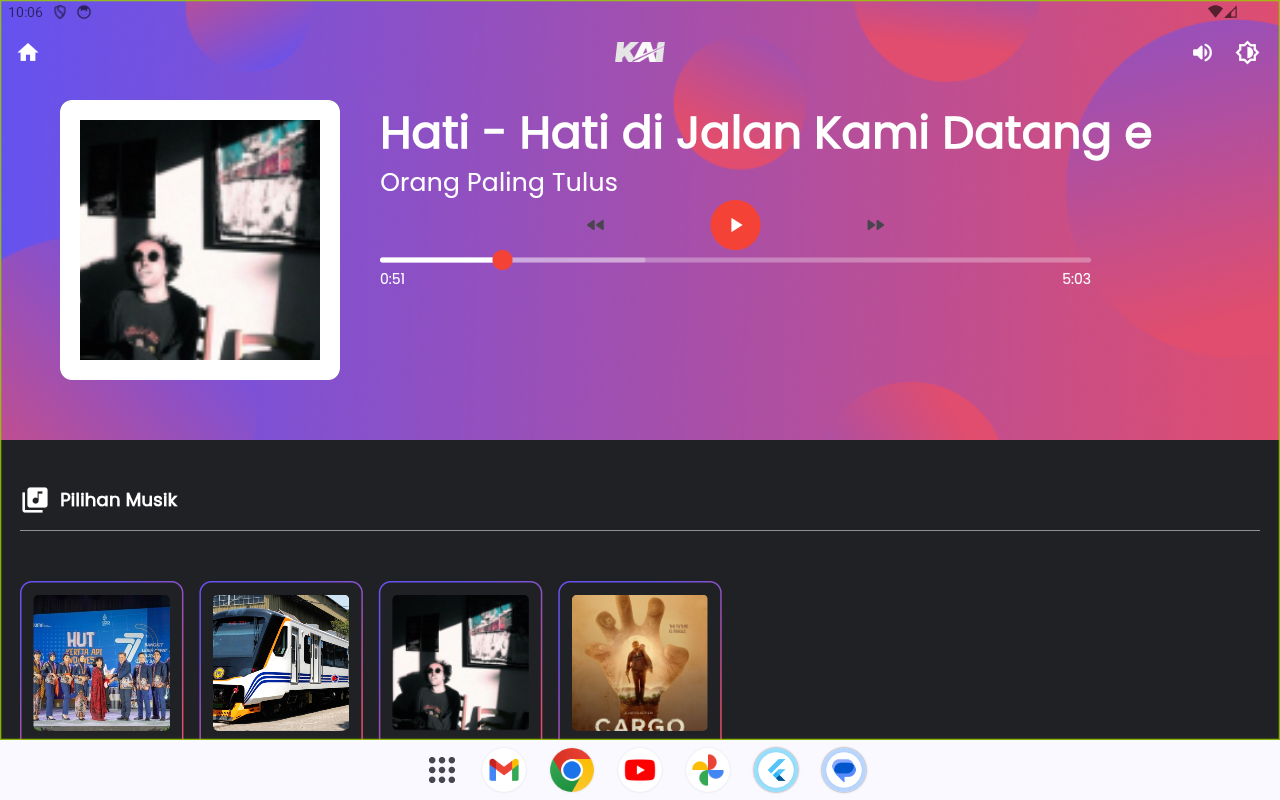 10:06
KAI
Hati - Hati di Jalan Kami Datang e
Orang Paling Tulus
0:51
5:03
Pilihan Musik
HUT
77
CARGO